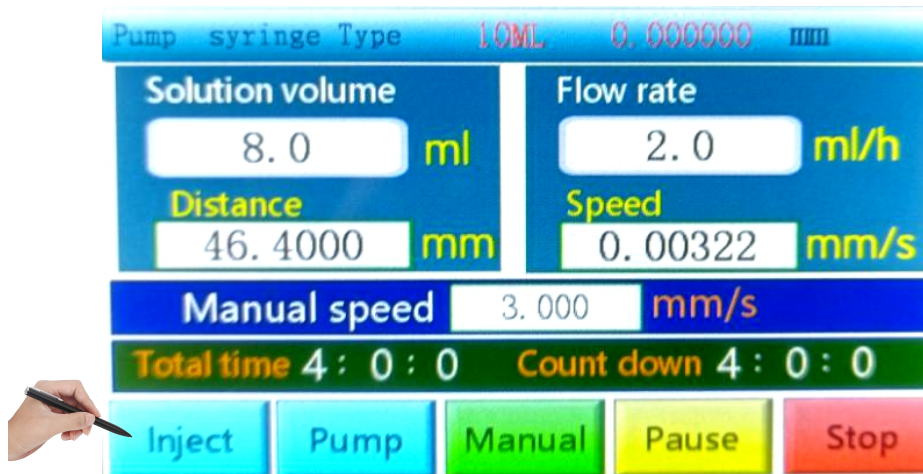 Pump syringe Type 10ML 0.000000 mm
Solution volume Flow rate
8.0 ml 2.0 ml/h
Distance Speed
46.4000 mm 0.00322 mm/s
Manual speed 3.000 mm/s
Total time 4: 0: 0 Count down 4: 0: 0
Inject Pump Manual Pause Stop